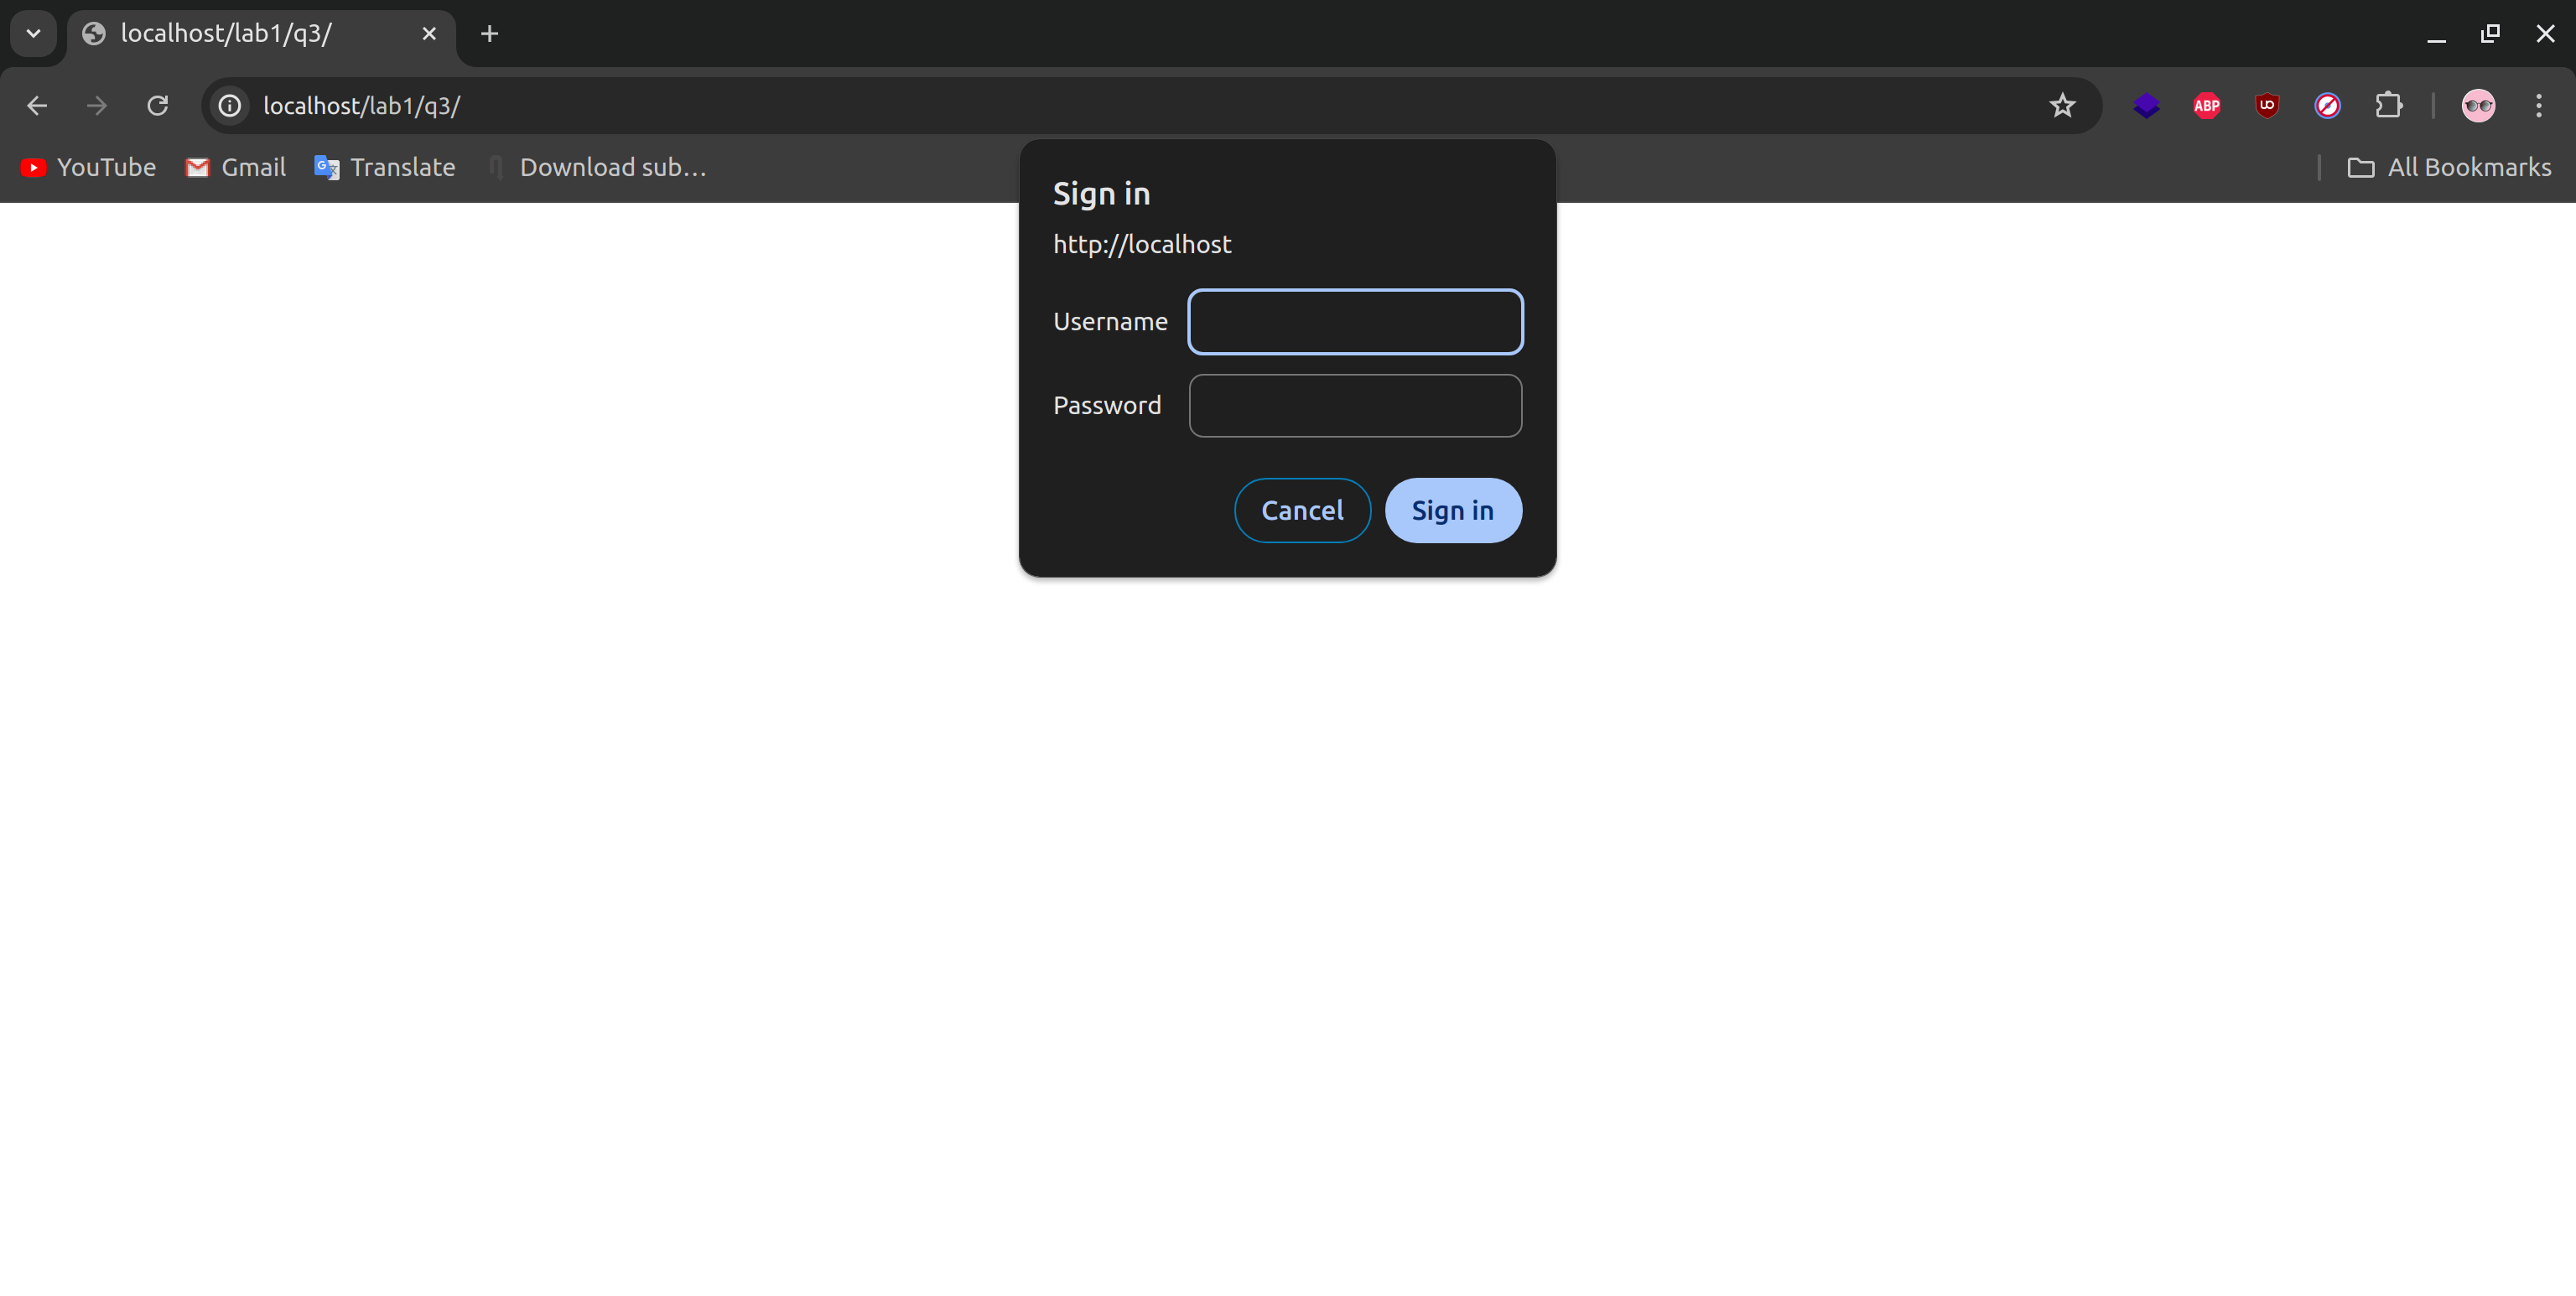 localhost/lab1/q3/
localhost/lab1/q3/
ABP
YouTube
Gmail
Translate
Download sub…
All Bookmarks
Sign in
http://localhost
Username
Password
Cancel
Sign in